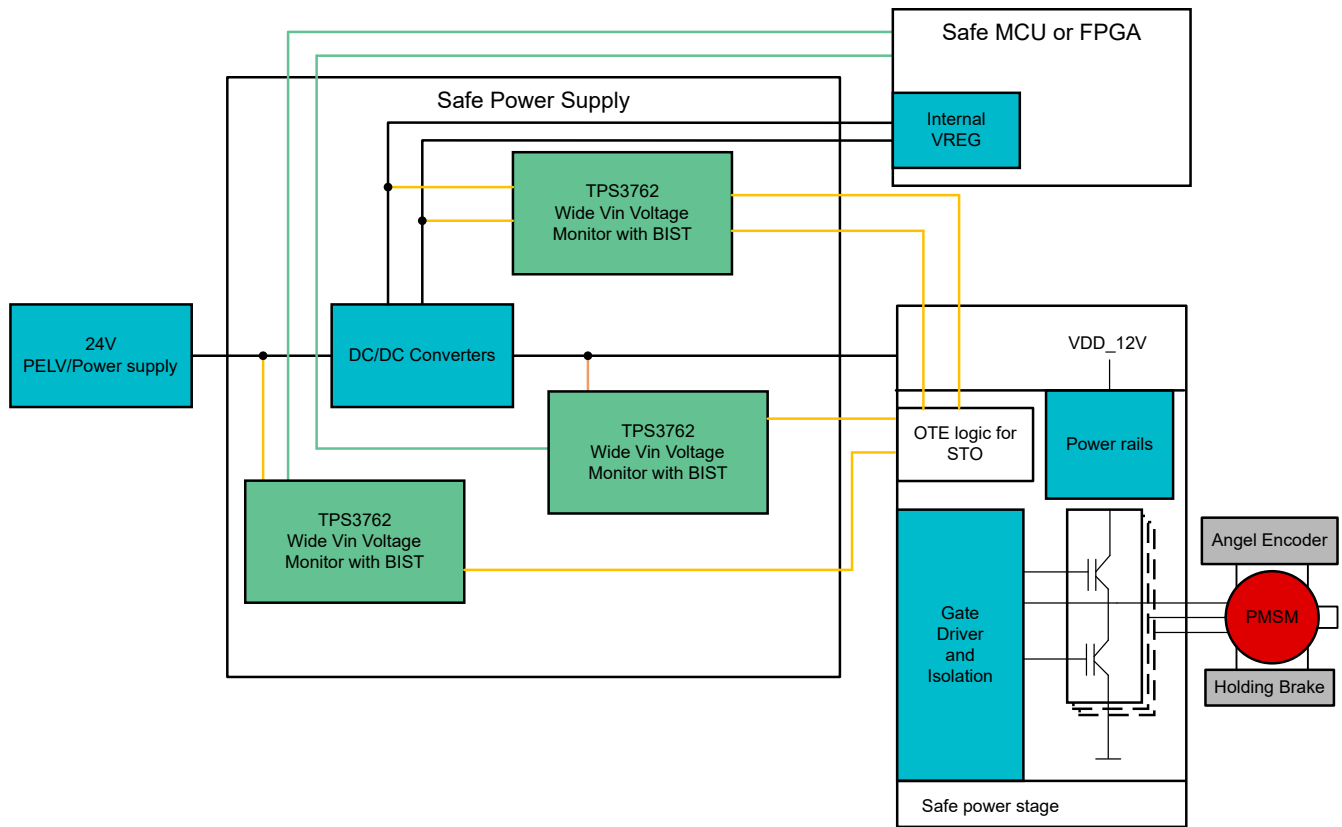 Safe MCU or FPGA
Safe Power Supply
Internal
VREG
TPS3762
Wide Vin Voltage
Monitor with BIST
24V
PELV/Power supply
DC/DC Converters
VDD_12V
TPS3762
Wide Vin Voltage
Monitor with BIST
OTE logic for
STO
Power rails
TPS3762
Wide Vin Voltage
Monitor with BIST
Angel Encoder
Gate
Driver
and
Isolation
PMSM
Holding Brake
Safe power stage